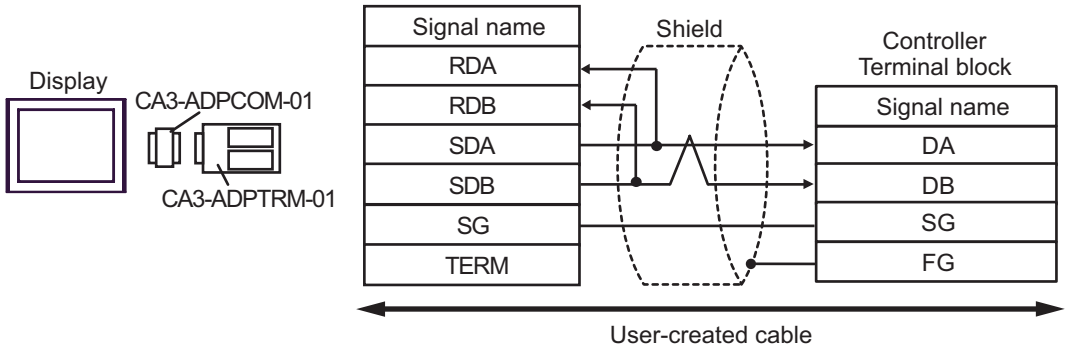 Display
CA3-ADPCOM-01
CA3-ADPTRM-01
Signal name
RDA
RDB
SDA
SDB
SG
TERM
Shield
Controller
Terminal block
Signal name
DA
DB
SG
FG
User-created cable